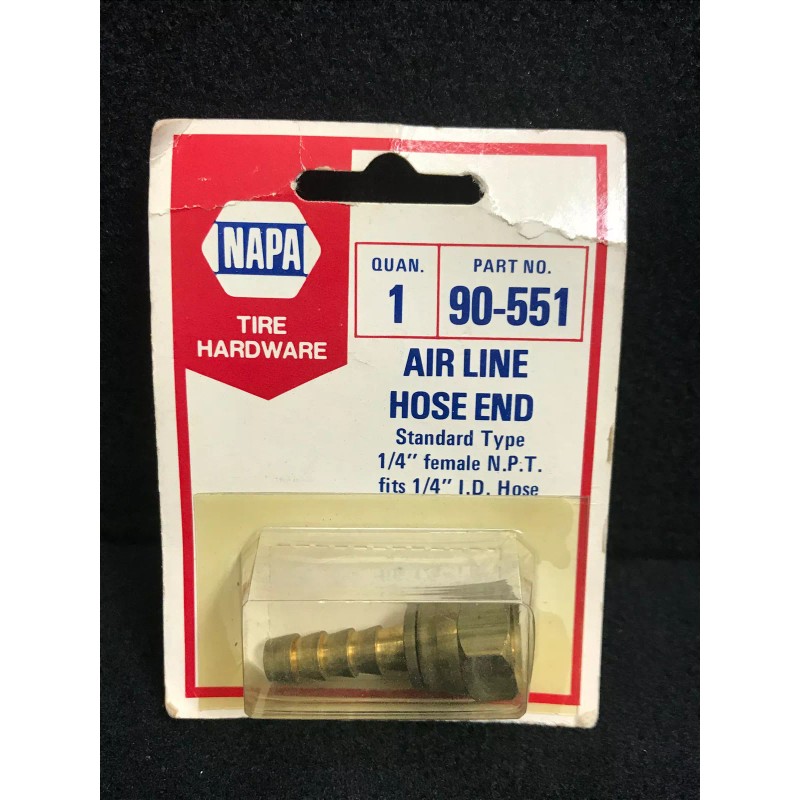 NAPA
TIRE
HARDWARE
QUAN.
1
PART NO.
90-551
AIR LINE
HOSE END
Standard Type
1/4" female N.P.T.
fits 1/4" I.D. Hose